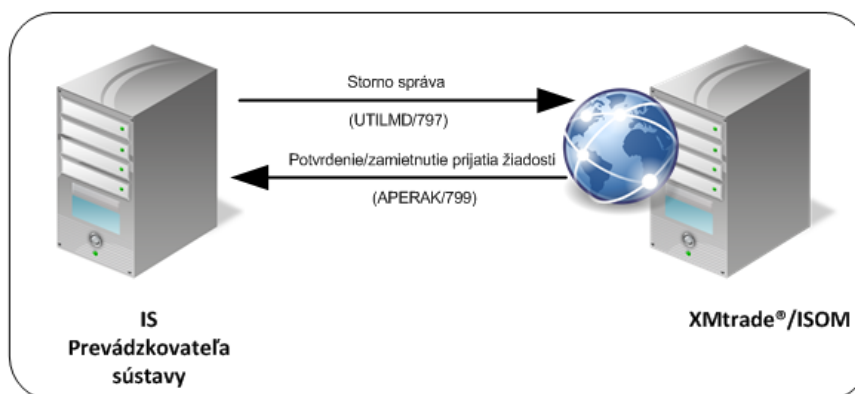 Storno správa
(UTILMD/797)
Potvrdenie/zamietnutie prijatia žiadosti
(APERAK/799)
IS
Prevádzkovateľa
sústavy
XMtrade®/ISOM